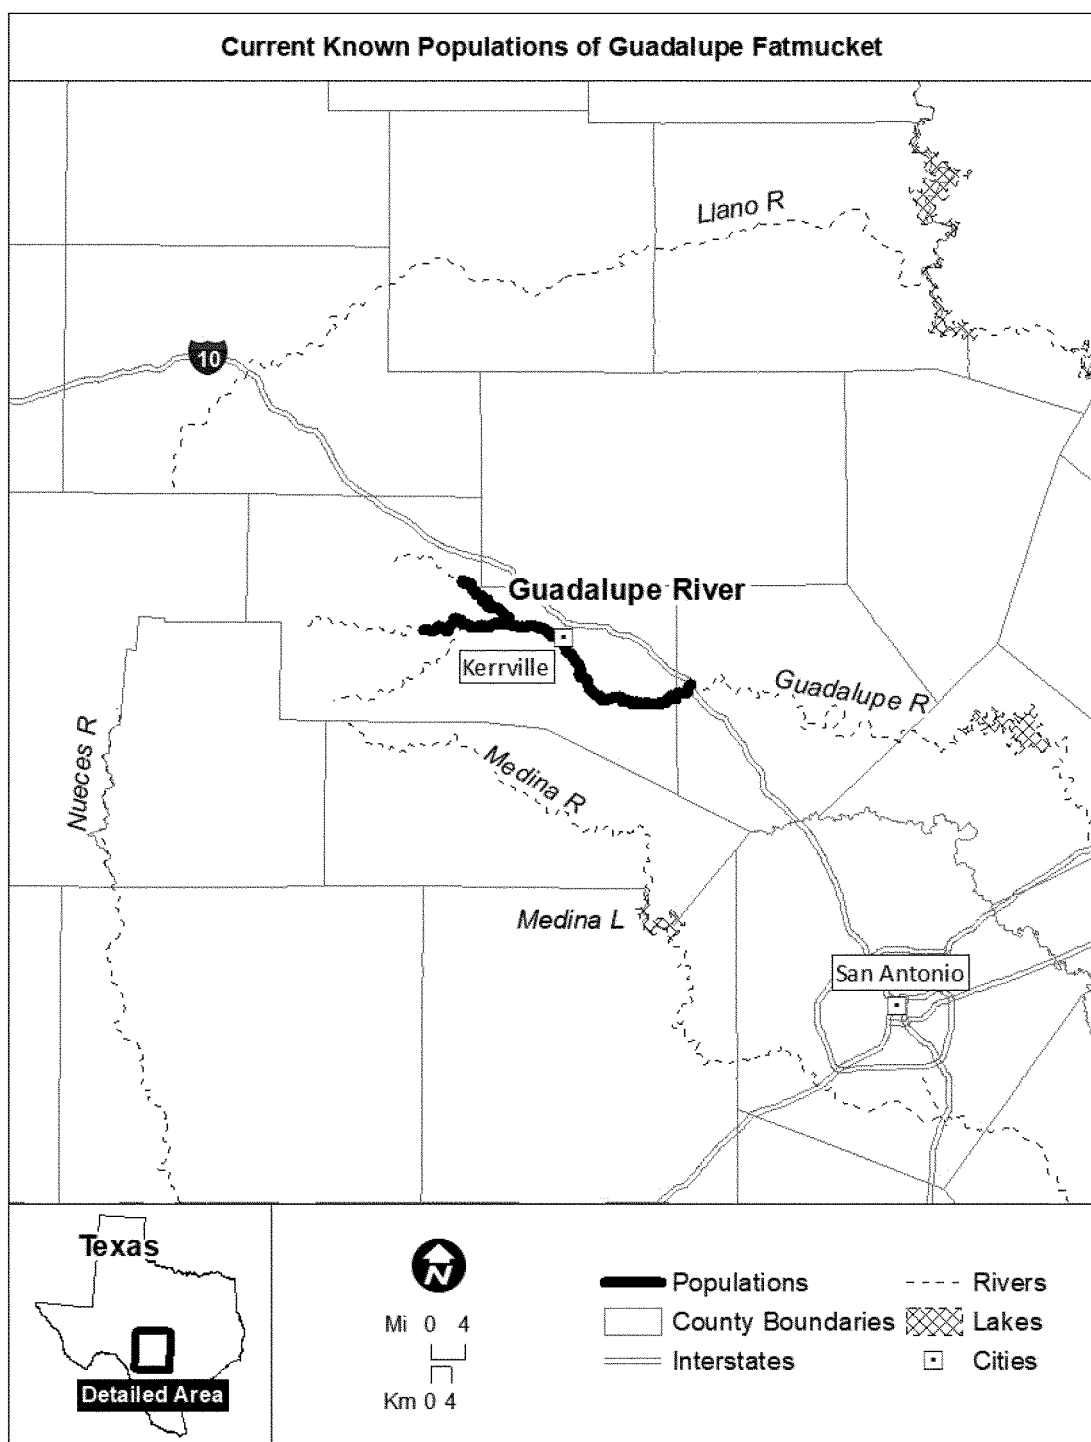 Current Known Populations of Guadalupe Fatmucket
Llano R
10
Guadalupe River
Kerrville
Guadalupe R
Nueces R
Medina R
Medina L
San Antonio
Texas
Detailed Area
N
Mi 0 4
Km 0 4
Populations
County Boundaries
Interstates
Rivers
Lakes
Cities